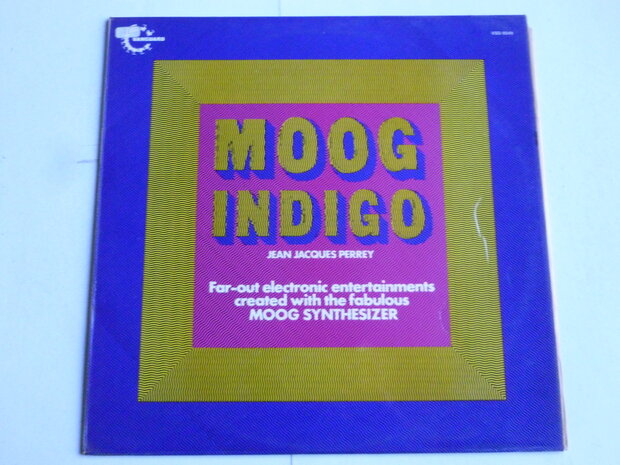 MOOG
INDIGO
JEAN JACQUES PERREY
Far-out electronic entertainments
created with the fabulous
MOOG SYNTHESIZER